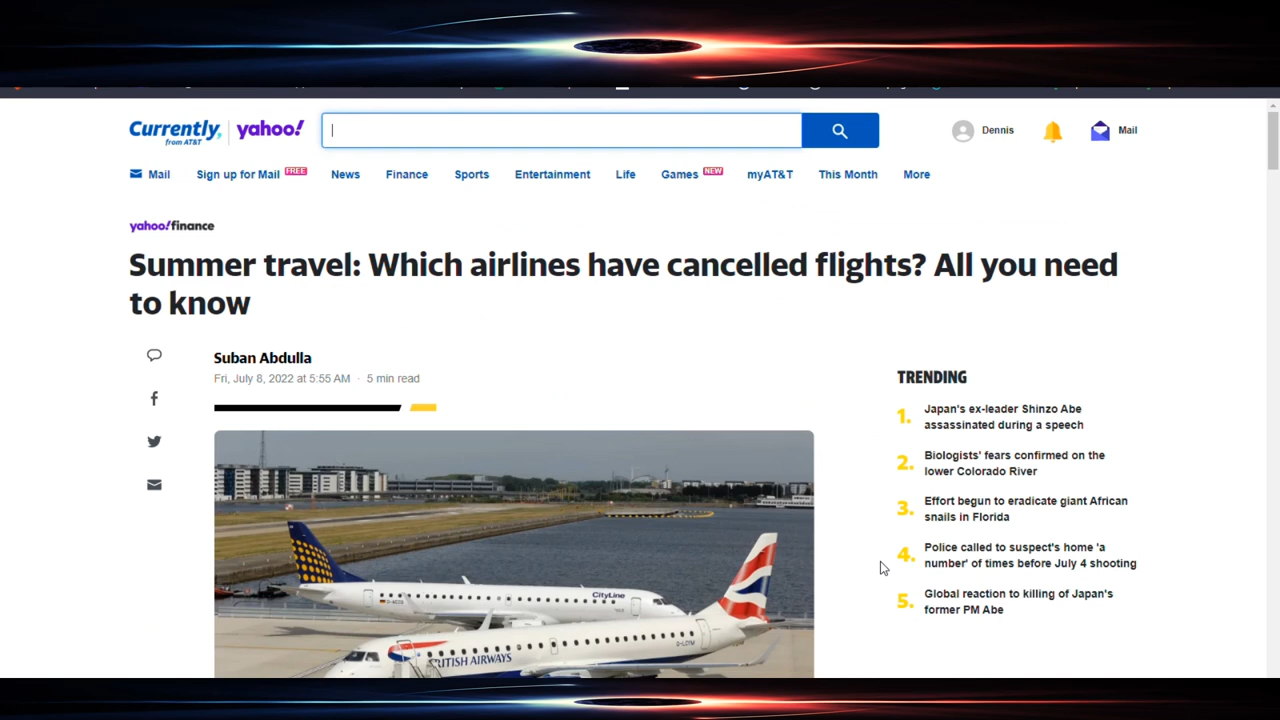 Currently,
from AT&T
yahoo!
Dennis
Mail
Mail
Sign up for Mail FREE
News
Finance
Sports
Entertainment
Life
Games NEW
myAT&T
This Month
More
yahoo!finance
Summer travel: Which airlines have cancelled flights? All you need
to know
Suban Abdulla
Fri, July 8, 2022 at 5:55 AM · 5 min read
TRENDING
1. Japan's ex-leader Shinzo Abe
assassinated during a speech
2. Biologists' fears confirmed on the
lower Colorado River
3. Effort begun to eradicate giant African
snails in Florida
4. Police called to suspect's home 'a
number' of times before July 4 shooting
5. Global reaction to killing of Japan's
former PM Abe
CityLine
BRITISH AIRWAYS
G-LCYM